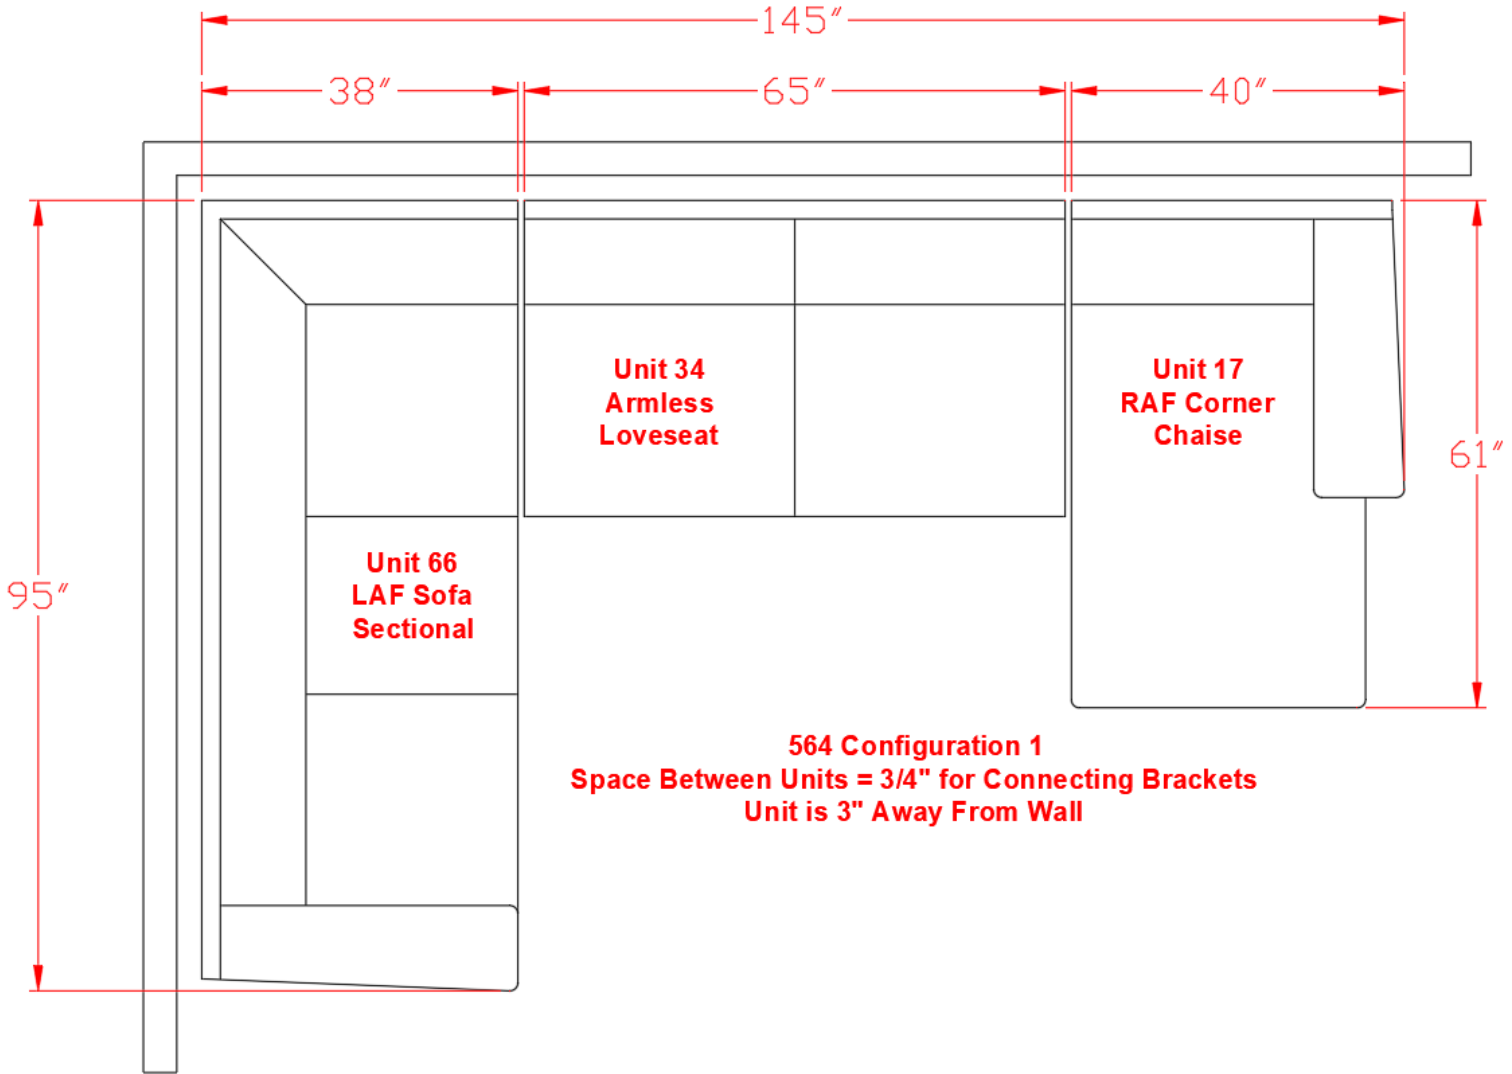 145"
38"
65"
40"
Unit 34
Armless
Loveseat
Unit 17
RAF Corner
Chaise
61"
Unit 66
LAF Sofa
Sectional
95"
564 Configuration 1
Space Between Units = 3/4" for Connecting Brackets
Unit is 3" Away From Wall